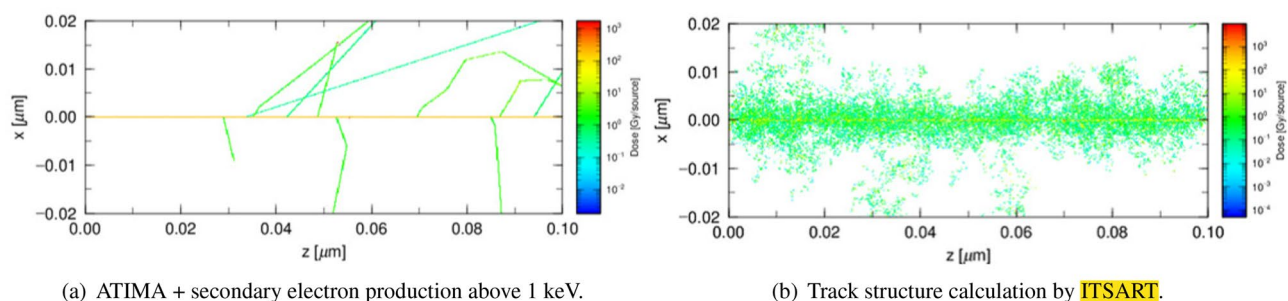 0.02
0.01
0.00
−0.01
−0.02
x [μm]
0.00 0.02 0.04 0.06 0.08 0.10
z [μm]
10³
10²
10¹
10⁰
10⁻¹
10⁻²
Dose [Gy/source]
(a) ATIMA + secondary electron production above 1 keV.
0.02
0.01
0.00
−0.01
−0.02
x [μm]
0.00 0.02 0.04 0.06 0.08 0.10
z [μm]
10³
10²
10¹
10⁰
10⁻¹
10⁻²
10⁻³
10⁻⁴
Dose [Gy/source]
(b) Track structure calculation by ITSART.